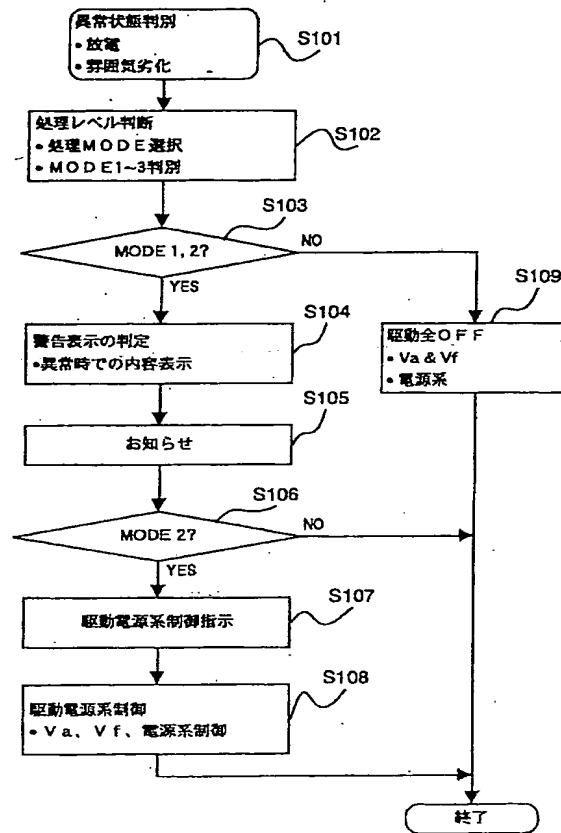 異常状態判別
• 放電
• 雰囲気劣化
S101
処理レベル判断
• 処理MODE選択
• MODE1~3判別
S102
S103
MODE 1, 2?
NO
YES
S104
警告表示の判定
•異常時での内容表示
S109
駆動全OFF
• Va & Vf
• 電源系
S105
お知らせ
S106
MODE 2?
NO
YES
S107
駆動電源系制御指示
S108
駆動電源系制御
• Va、Vf、電源系制御
終了